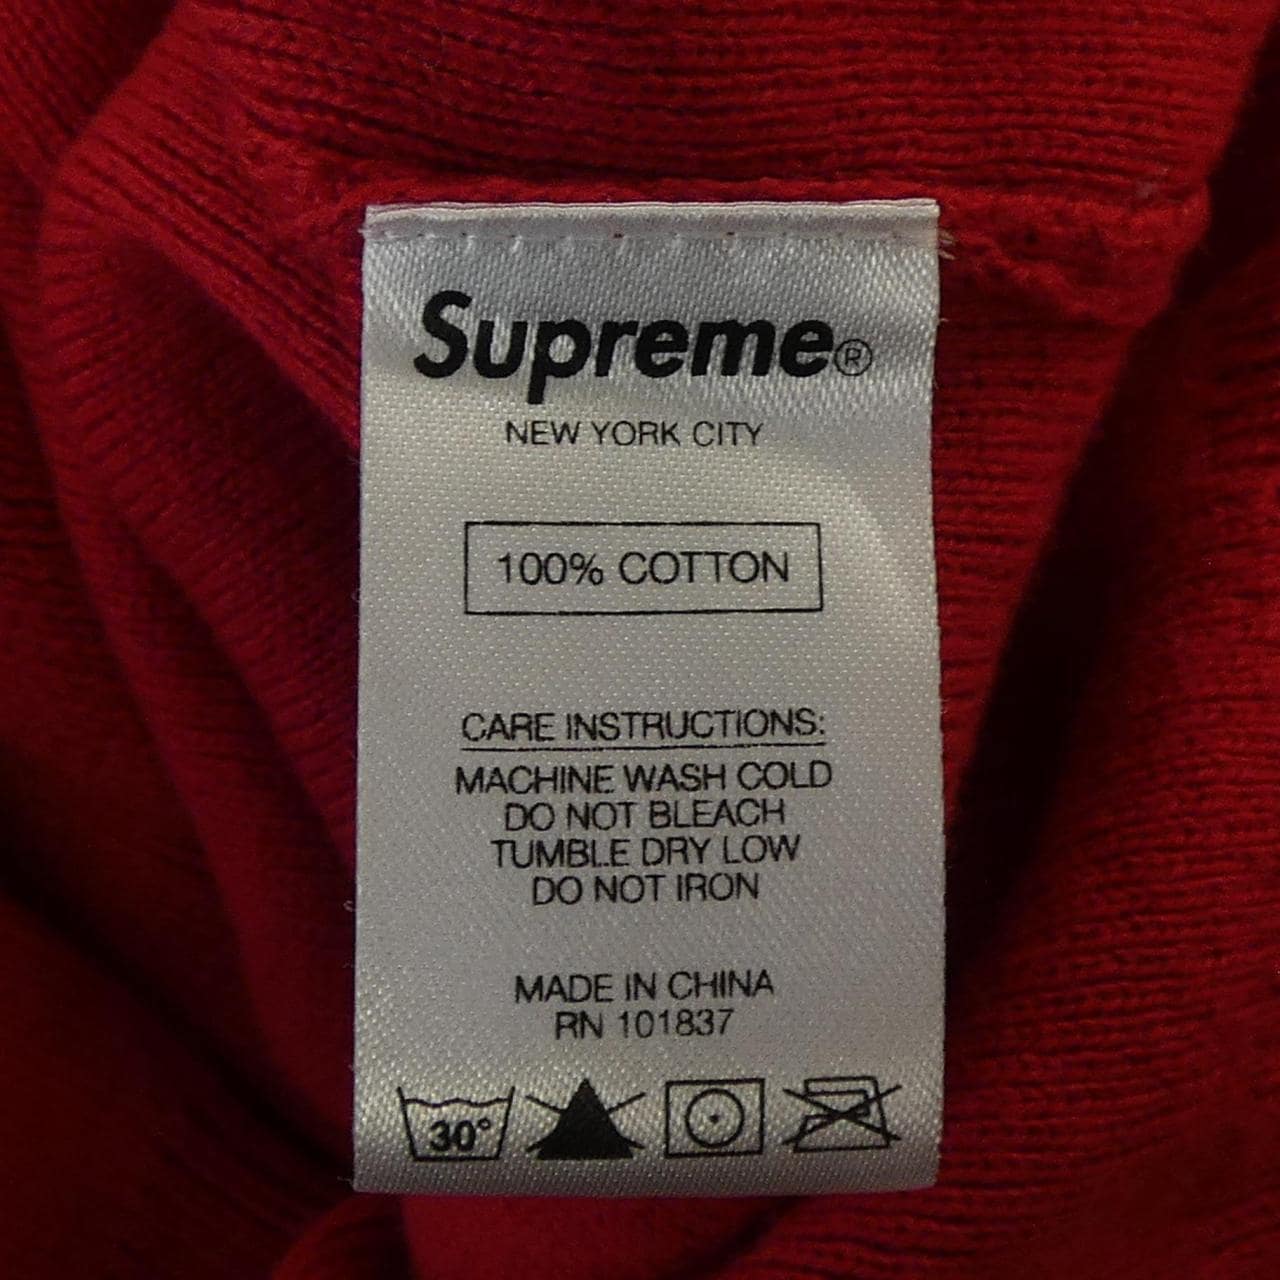 Supreme®
NEW YORK CITY
100% COTTON
CARE INSTRUCTIONS:
MACHINE WASH COLD
DO NOT BLEACH
TUMBLE DRY LOW
DO NOT IRON
MADE IN CHINA
RN 101837
30°